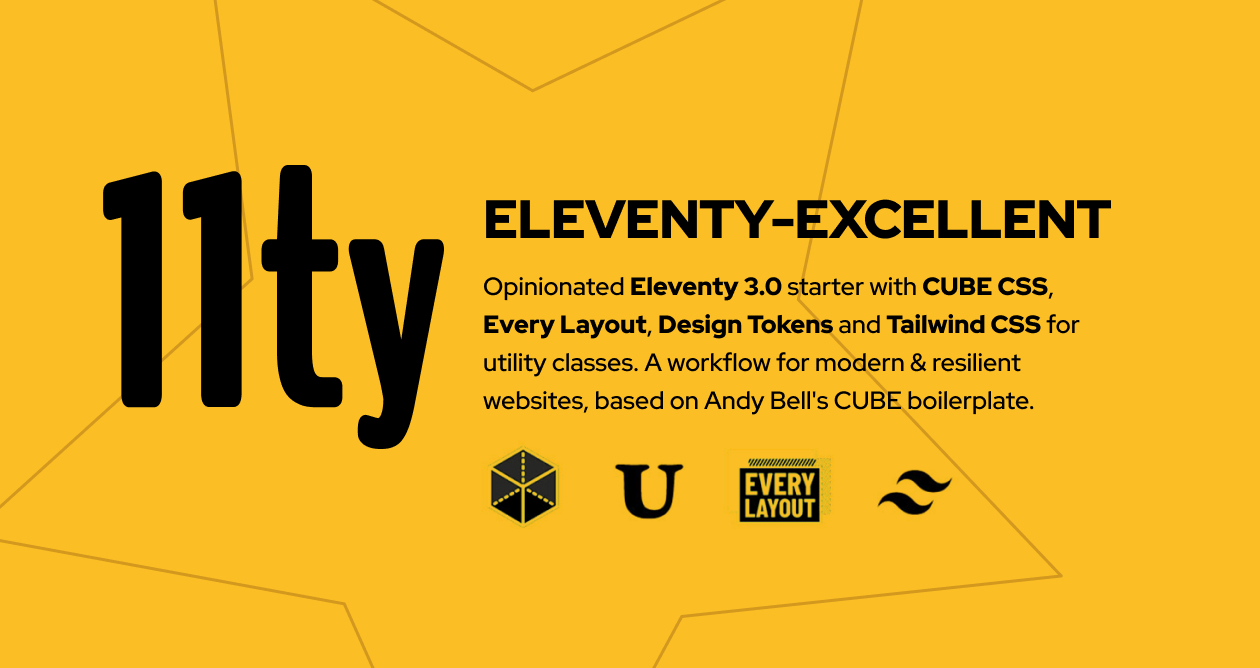 11ty
ELEVENTY-EXCELLENT
Opinionated Eleventy 3.0 starter with CUBE CSS,
Every Layout, Design Tokens and Tailwind CSS for
utility classes. A workflow for modern & resilient
websites, based on Andy Bell's CUBE boilerplate.
U
EVERY
LAYOUT